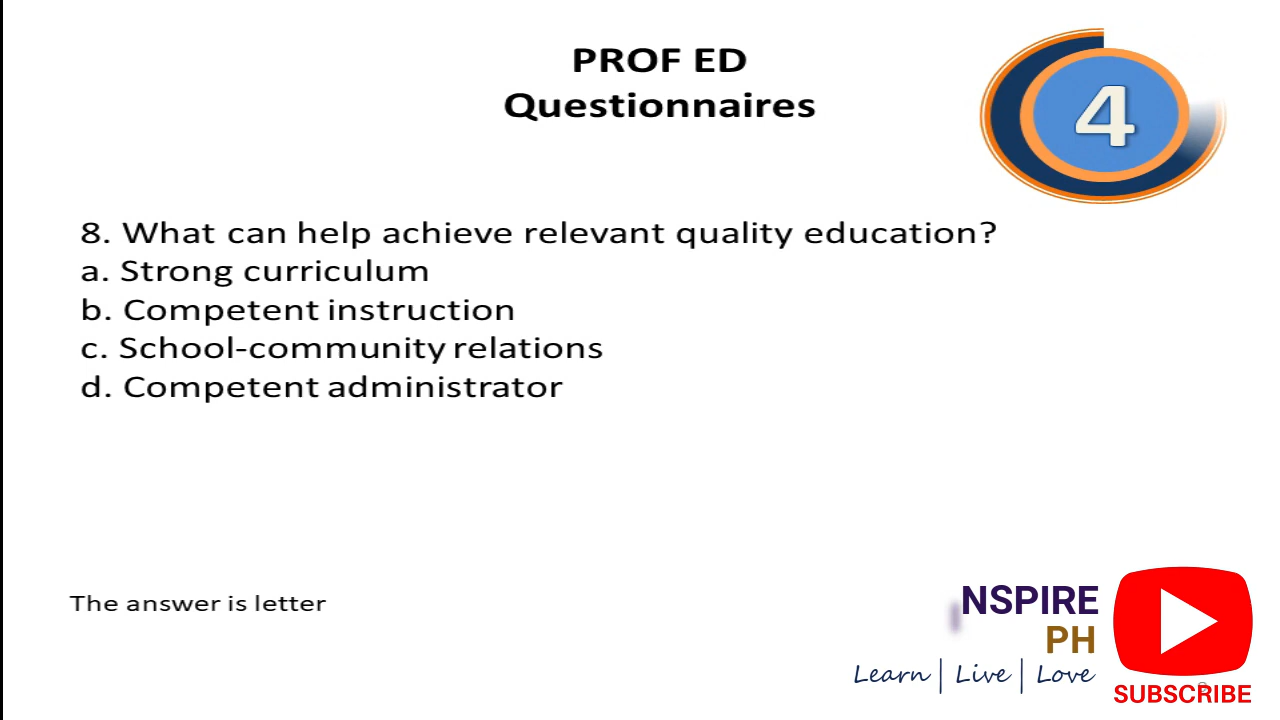 PROF ED
Questionnaires
4
8. What can help achieve relevant quality education?
a. Strong curriculum
b. Competent instruction
c. School-community relations
d. Competent administrator
The answer is letter
NSPIRE
PH
Learn | Live | Love
SUBSCRIBE